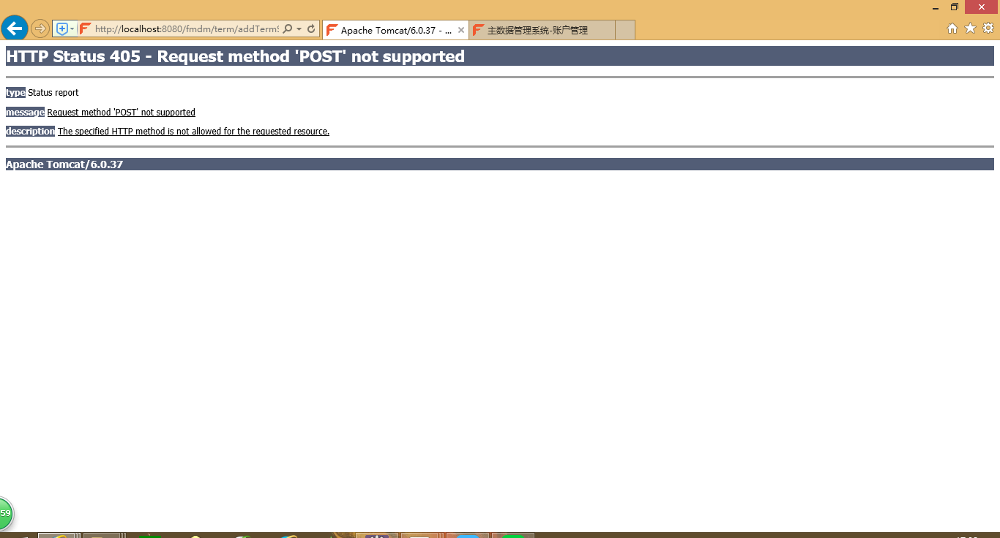 http://localhost:8080/fmdm/term/addTermS
Apache Tomcat/6.0.37 - ...
主数据管理系统-账户管理
HTTP Status 405 - Request method 'POST' not supported
type Status report
message Request method 'POST' not supported
description The specified HTTP method is not allowed for the requested resource.
Apache Tomcat/6.0.37
59